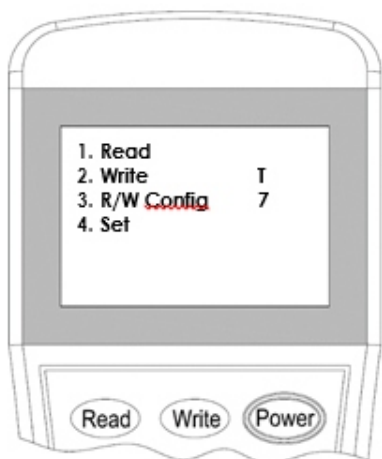 1. Read
2. Write T
3. R/W Config 7
4. Set
Read Write Power